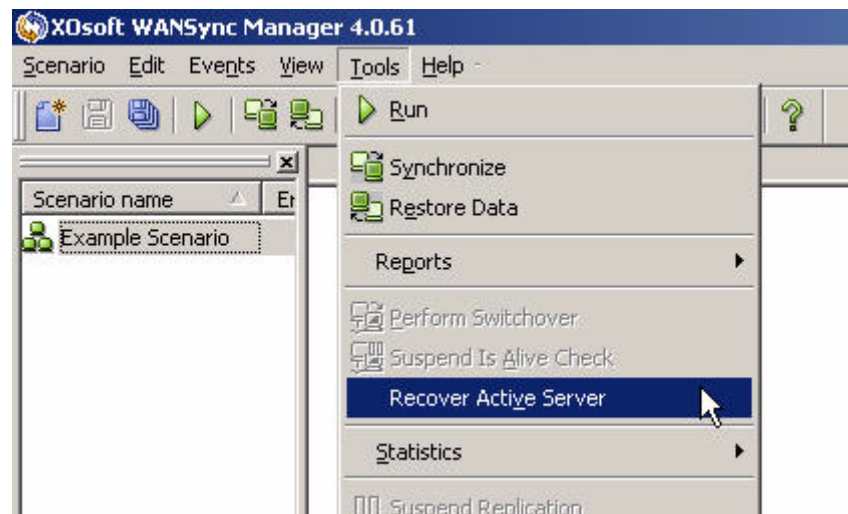 XOsoft WANSync Manager 4.0.61
Scenario Edit Events View Tools Help
Run
Synchronize
Restore Data
Reports
Perform Switchover
Suspend Is Alive Check
Recover Active Server
Statistics
Suspend Replication
Scenario name Er
Example Scenario